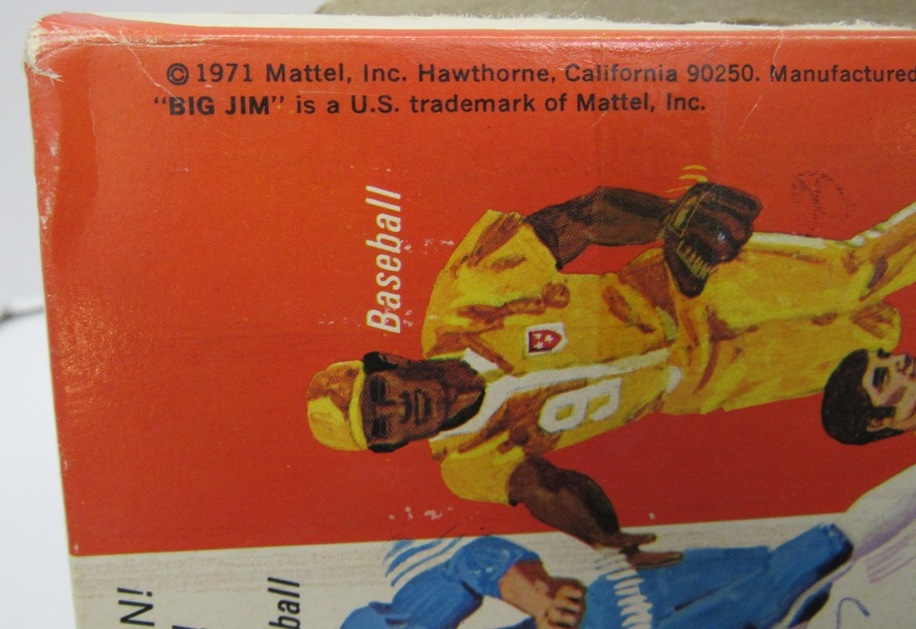 ©1971 Mattel, Inc. Hawthorne, California 90250. Manufactured
"BIG JIM" is a U.S. trademark of Mattel, Inc.
Baseball
9
N!
ball